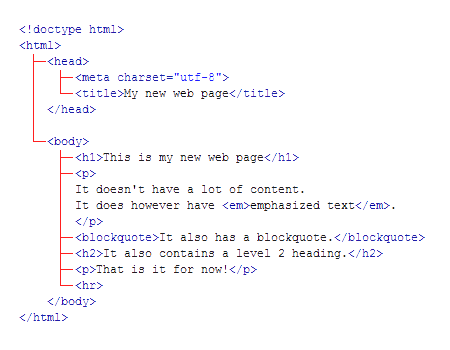 <!doctype html>
<html>
<head>
<meta charset="utf-8">
<title>My new web page</title>
</head>
<body>
<h1>This is my new web page</h1>
<p>
It doesn't have a lot of content.
It does however have <em>emphasized text</em>.
</p>
<blockquote>It also has a blockquote.</blockquote>
<h2>It also contains a level 2 heading.</h2>
<p>That is it for now!</p>
<hr>
</body>
</html>